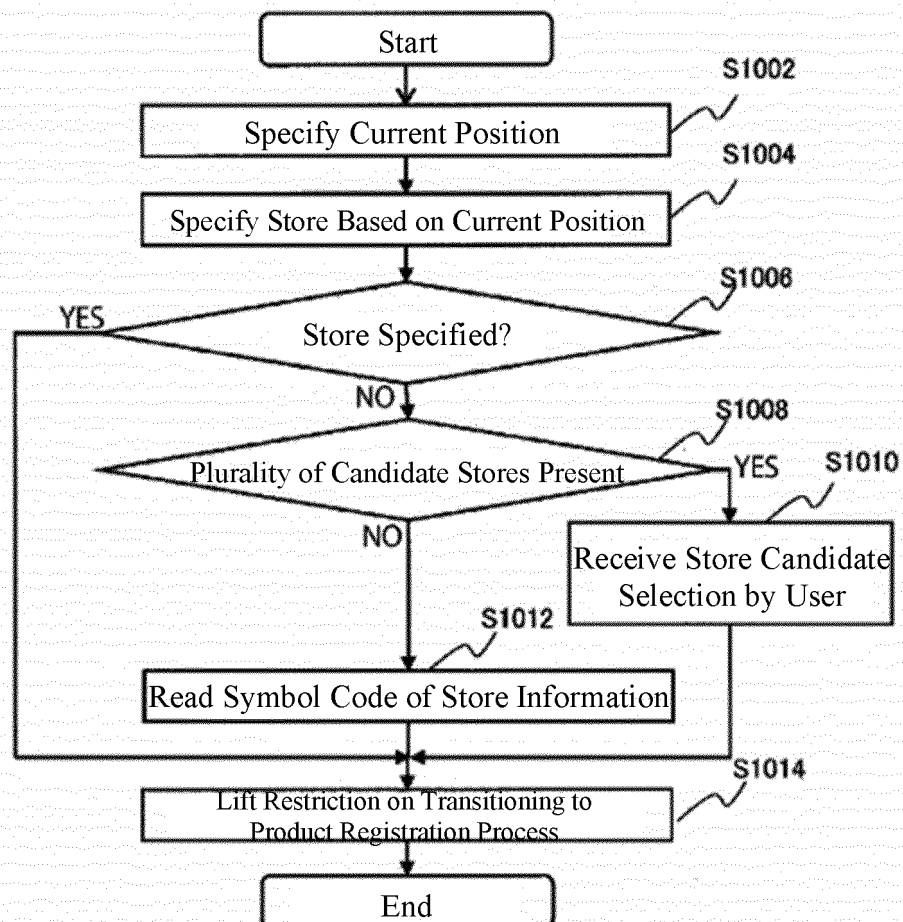 Start
S1002
Specify Current Position
S1004
Specify Store Based on Current Position
S1006
YES
Store Specified?
NO
S1008
Plurality of Candidate Stores Present
YES
S1010
NO
Receive Store Candidate
Selection by User
S1012
Read Symbol Code of Store Information
S1014
Lift Restriction on Transitioning to
Product Registration Process
End